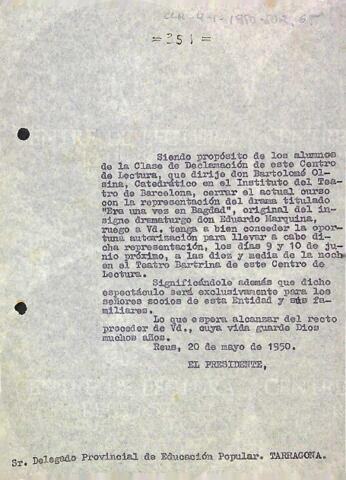 = 351 =
Siendo propósito de los alumnos
de la Clase de Declamación de este Centro
de Lectura, que dirije don Bartolomé Ol-
sina, Catedrático en el Instituto del Tea-
tro de Barcelona, cerrar el actual curso
con la representación del drama titulado
"Era una vez en Bagdad", original del in-
signe dramaturgo don Eduardo Marquina,
ruego a Vd. tenga a bien conceder la opor-
tuna autorización para llevar a cabo di-
cha representación, los dias 9 y 10 de ju-
nio próximo, a las diez y media de la noch
en el Teatro Bartrina de este Centro de
Lectura.
Significándole además que dicho
espectáculo será exclusivamente para los
señores socios de esta Entidad y sus fa-
miliares.
Lo que espera alcanzar del recto
proceder de Vd., cuya vida guarde Dios
muchos años.
Reus, 20 de mayo de 1950.
EL PRESIDENTE,
Sr. Delegado Provincial de Educación Popular. TARRAGONA.